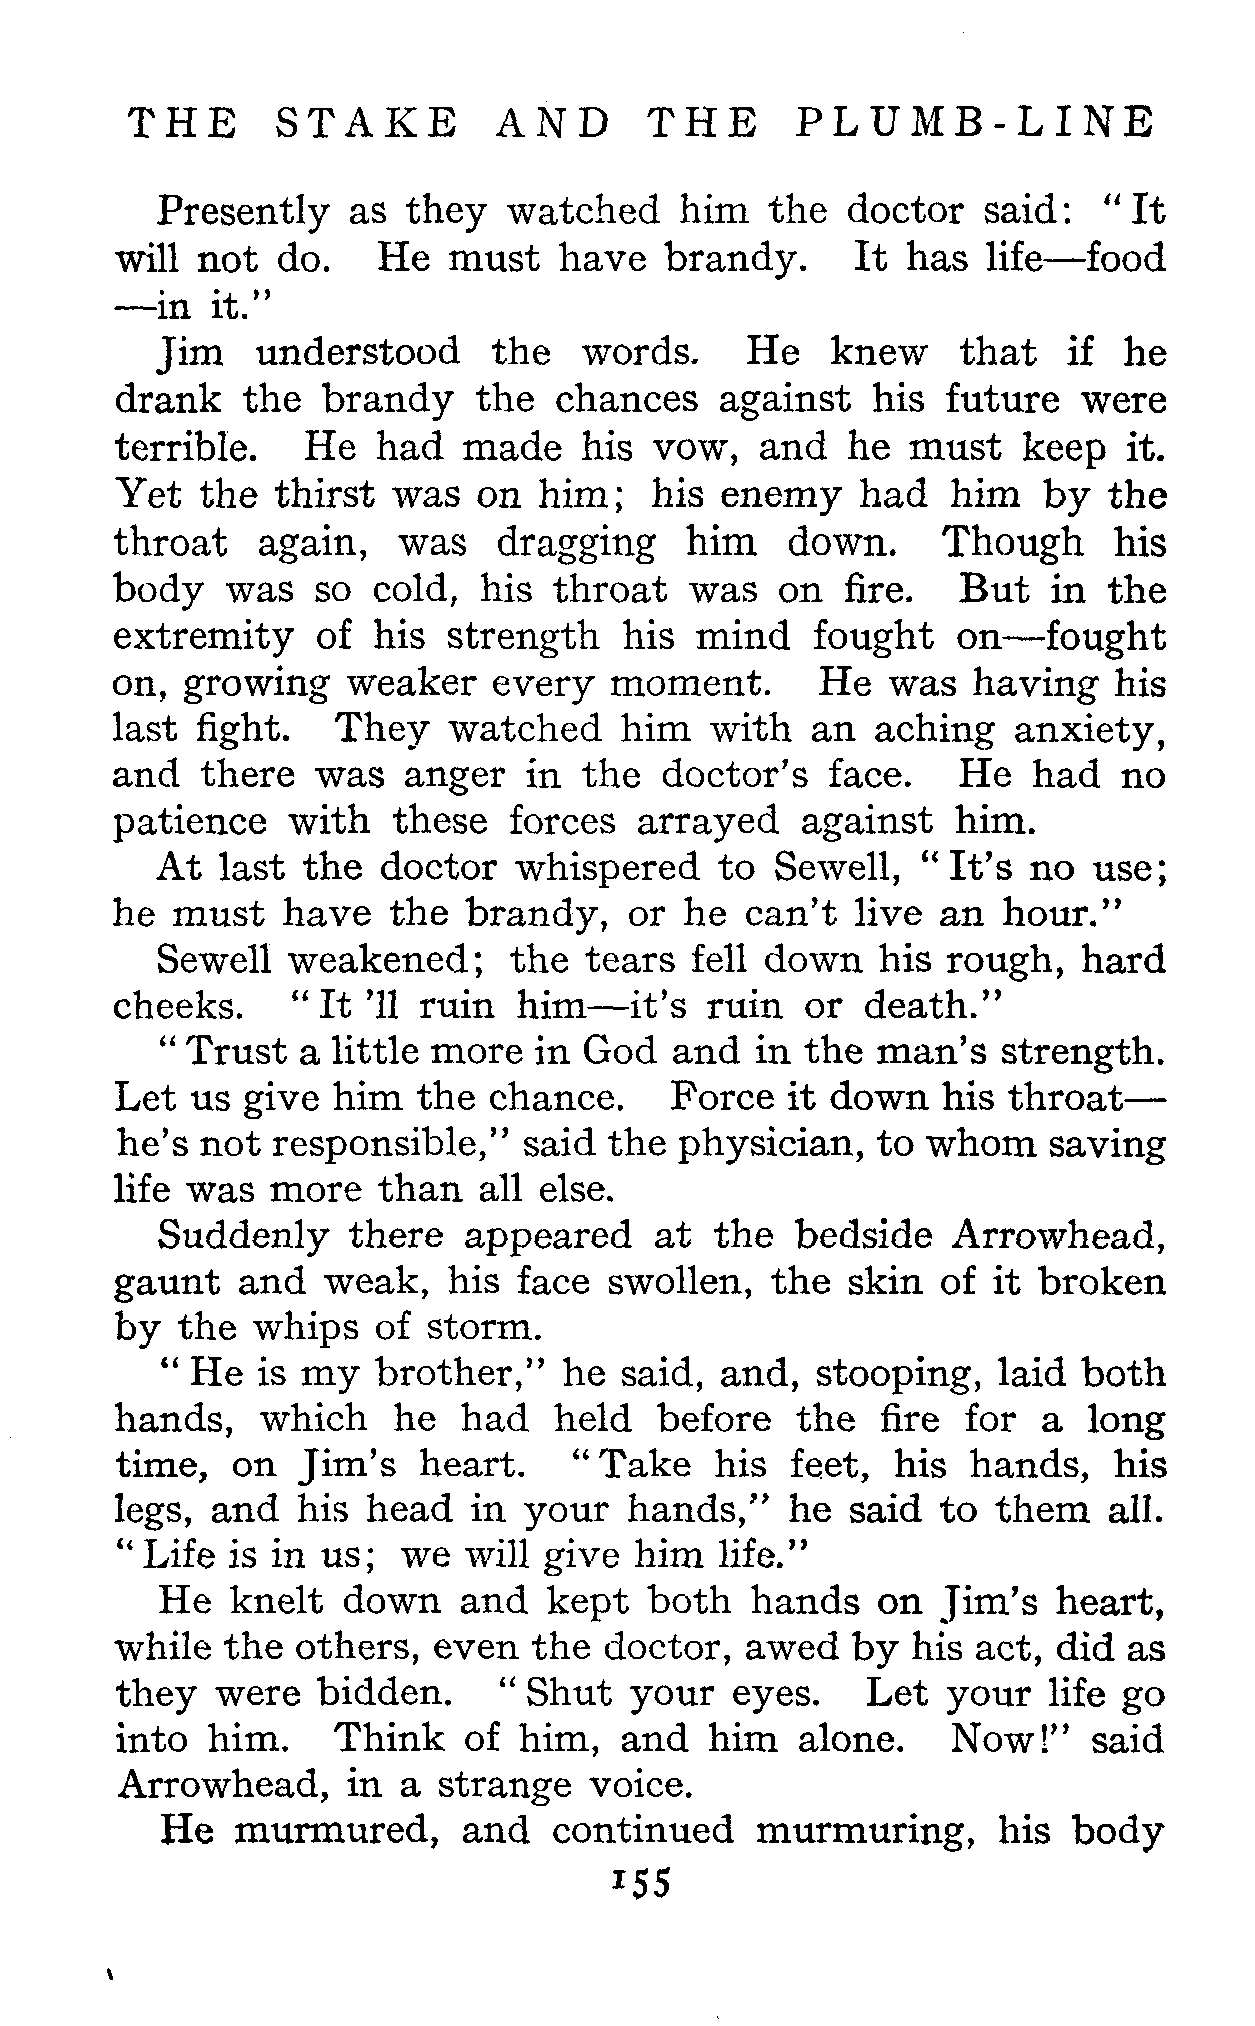 THE STAKE AND THE PLUMB-LINE
Presently as they watched him the doctor said: "It
will not do. He must have brandy. It has life—food
—in it."
Jim understood the words. He knew that if he
drank the brandy the chances against his future were
terrible. He had made his vow, and he must keep it.
Yet the thirst was on him; his enemy had him by the
throat again, was dragging him down. Though his
body was so cold, his throat was on fire. But in the
extremity of his strength his mind fought on—fought
on, growing weaker every moment. He was having his
last fight. They watched him with an aching anxiety,
and there was anger in the doctor's face. He had no
patience with these forces arrayed against him.
At last the doctor whispered to Sewell, "It's no use;
he must have the brandy, or he can't live an hour."
Sewell weakened; the tears fell down his rough, hard
cheeks. "It 'll ruin him—it's ruin or death."
"Trust a little more in God and in the man's strength.
Let us give him the chance. Force it down his throat—
he's not responsible," said the physician, to whom saving
life was more than all else.
Suddenly there appeared at the bedside Arrowhead,
gaunt and weak, his face swollen, the skin of it broken
by the whips of storm.
"He is my brother," he said, and, stooping, laid both
hands, which he had held before the fire for a long
time, on Jim's heart. "Take his feet, his hands, his
legs, and his head in your hands," he said to them all.
"Life is in us; we will give him life."
He knelt down and kept both hands on Jim's heart,
while the others, even the doctor, awed by his act, did as
they were bidden. "Shut your eyes. Let your life go
into him. Think of him, and him alone. Now!" said
Arrowhead, in a strange voice.
He murmured, and continued murmuring, his body
155